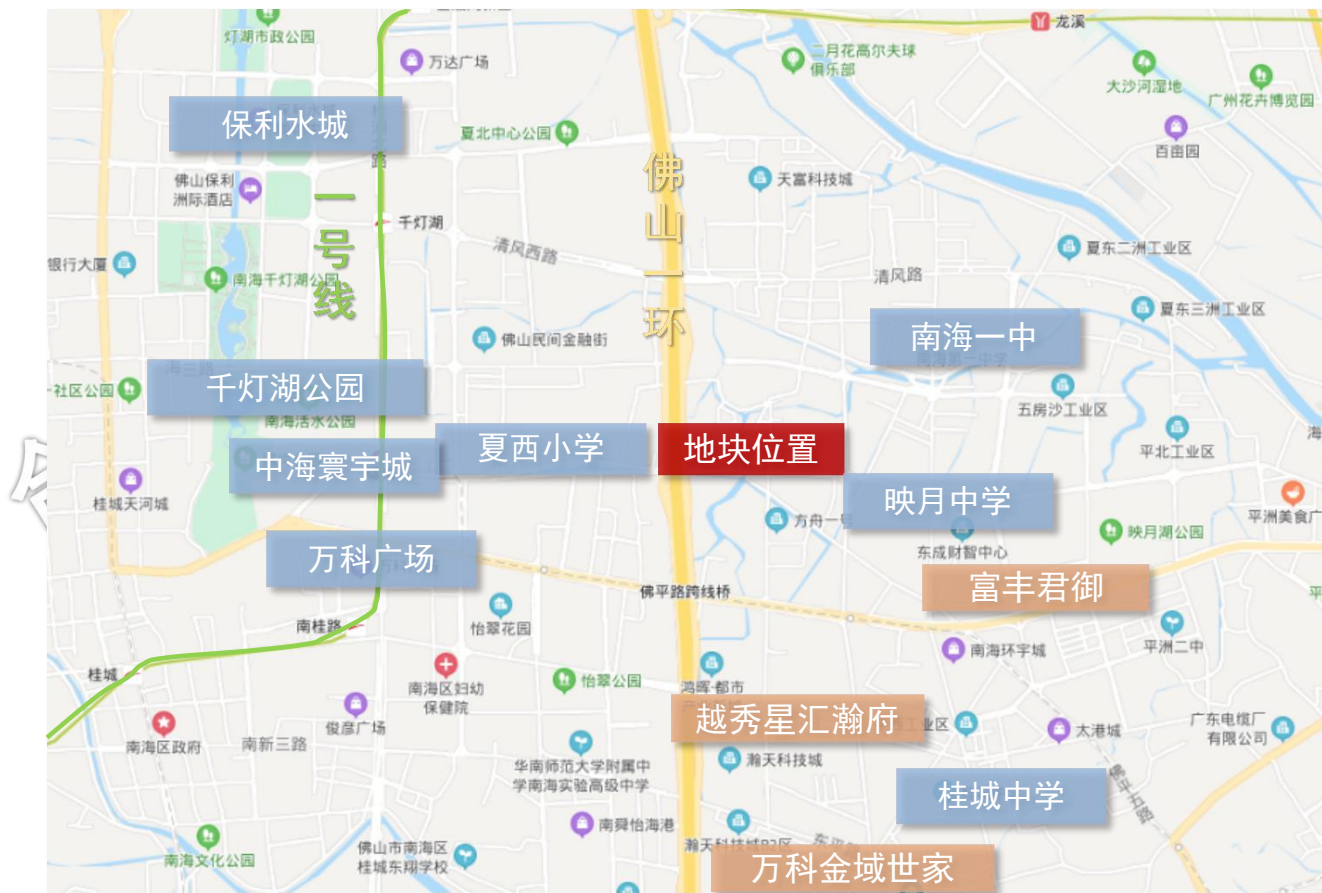 灯湖市政公园
万达广场
二月花高尔夫球
俱乐部
龙溪
大沙河湿地
广州花卉博览园
保利水城
夏北中心公园
百亩园
佛山保利
洲际酒店
一号线
千灯湖
佛山一环
天富科技城
清风西路
夏东二洲工业区
银行大厦
南海千灯湖公园
清风路
夏东三洲工业区
佛山民间金融街
南海一中
海三路
社区公园
千灯湖公园
五房沙工业区
南海活水公园
夏西小学
地块位置
平北工业区
中海寰宇城
桂城天河城
映月中学
方舟一号
平洲美食广
东成财智中心
映月湖公园
万科广场
富丰君御
佛平路跨线桥
怡翠花园
南桂路
平洲二中
南海环宇城
桂城
南海区妇幼
保健院
怡翠公园
鸿晖·都市
俊彦广场
越秀星汇瀚府
工业区
太港城
广东电缆厂
有限公司
南海区政府
南新三路
华南师范大学附属中
学南海实验高级中学
瀚天科技城
桂城中学
佛平五路
南舜怡海港
瀚天科技城B2区
东平路
南海文化公园
佛山市南海区
桂城东翔学校
万科金域世家